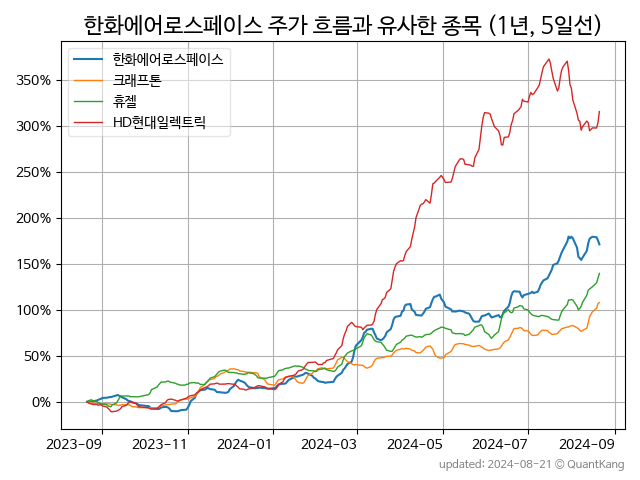 한화에어로스페이스 주가 흐름과 유사한 종목 (1년, 5일선)
한화에어로스페이스
크래프톤
휴젤
HD현대일렉트릭
350%
300%
250%
200%
150%
100%
50%
0%
2023-09 2023-11 2024-01 2024-03 2024-05 2024-07 2024-09
updated: 2024-08-21 © QuantKang